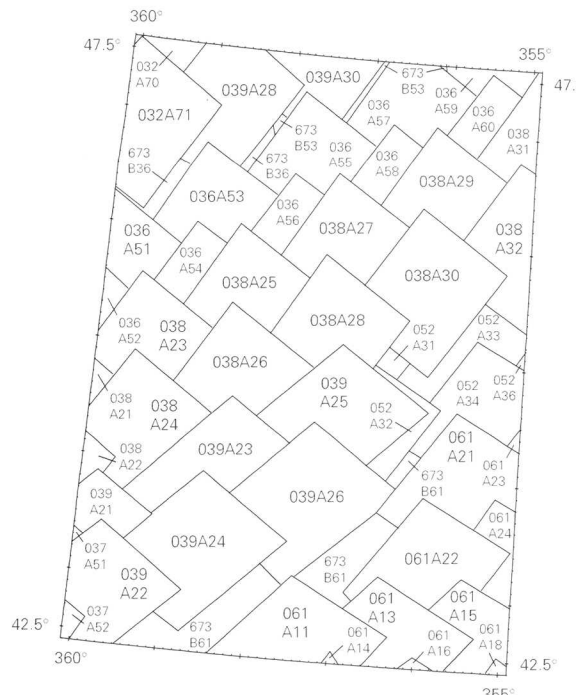 360°
47.5°
355°
47.
032
A70
039A28
039A30
673
B53
036
A59
036
A57
036
A60
032A71
038
A31
673
B53
036
A55
673
B36
673
B36
036
A58
038A29
036A53
036
A56
038A27
038
A32
036
A51
036
A54
038A25
038A30
036
A52
038
A23
038A28
052
A31
052
A33
038A26
039
A25
052
A34
052
A36
038
A21
038
A24
052
A32
038
A22
039A23
061
A21
673
B61
061
A23
039
A21
039A26
061
A24
037
A51
039A24
673
B61
061A22
039
A22
061
A11
061
A13
061
A15
037
A52
673
B61
061
A14
061
A16
061
A18
42.5°
360°
42.5°
355°